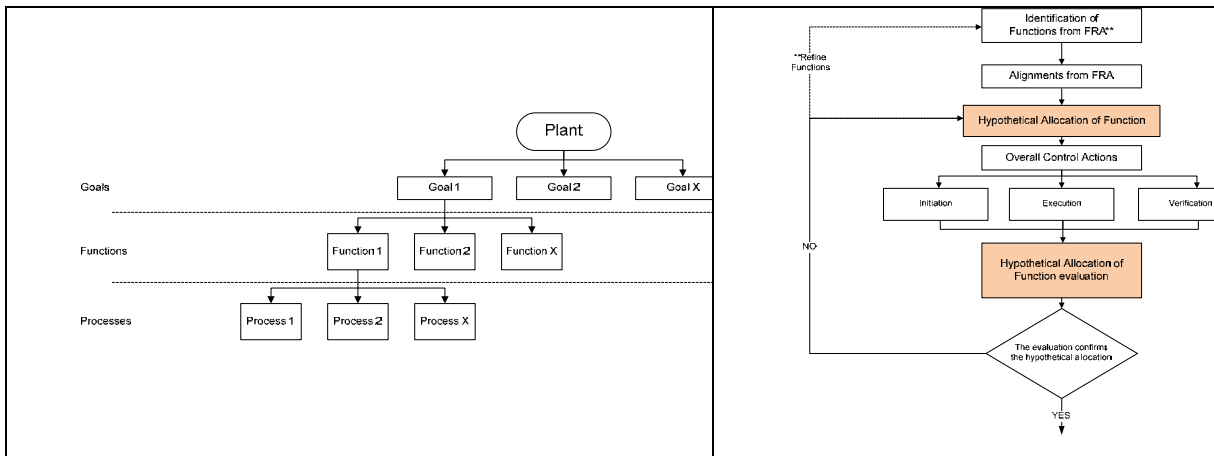 Plant
Goals
Goal 1
Goal 2
Goal X
Functions
Function 1
Function 2
Function X
Processes
Process 1
Process 2
Process X
Identification of
Functions from FRA**
**Refine
Functions
Alignments from FRA
Hypothetical Allocation of Function
Overall Control Actions
Initiation
Execution
Verification
NO
Hypothetical Allocation of
Function evaluation
The evaluation confirms
the hypothetical allocation
YES